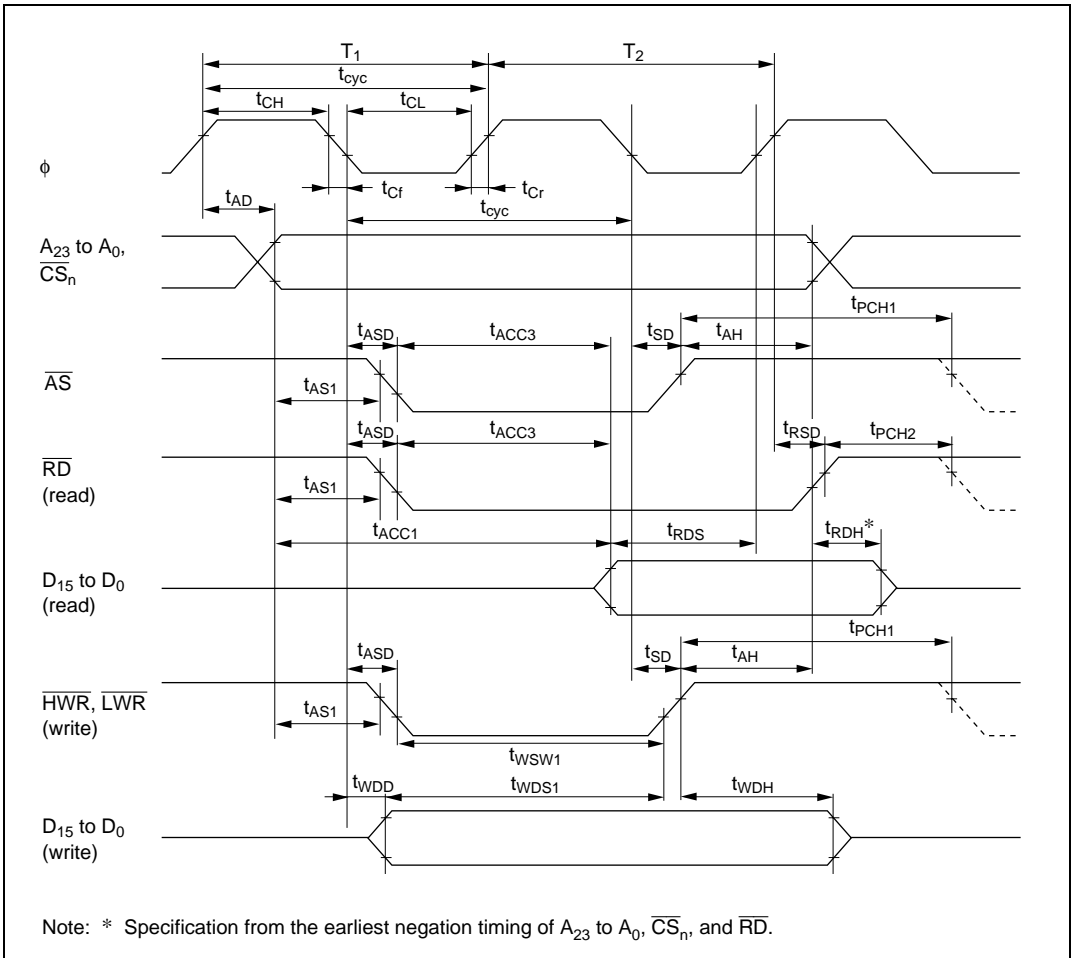 T1 T2
tcyc
tCH tCL
φ
tCf tCr
tAD
tcyc
A23 to A0,
CSn
tPCH1
tASD tACC3 tSD tAH
AS
tAS1
tASD tACC3 tRSD tPCH2
RD
(read)
tAS1
tACC1 tRDS tRDH*
D15 to D0
(read)
tPCH1
tASD tSD tAH
HWR, LWR
(write)
tAS1
tWSW1
tWDD tWDS1 tWDH
D15 to D0
(write)
Note: * Specification from the earliest negation timing of A23 to A0, CSn, and RD.